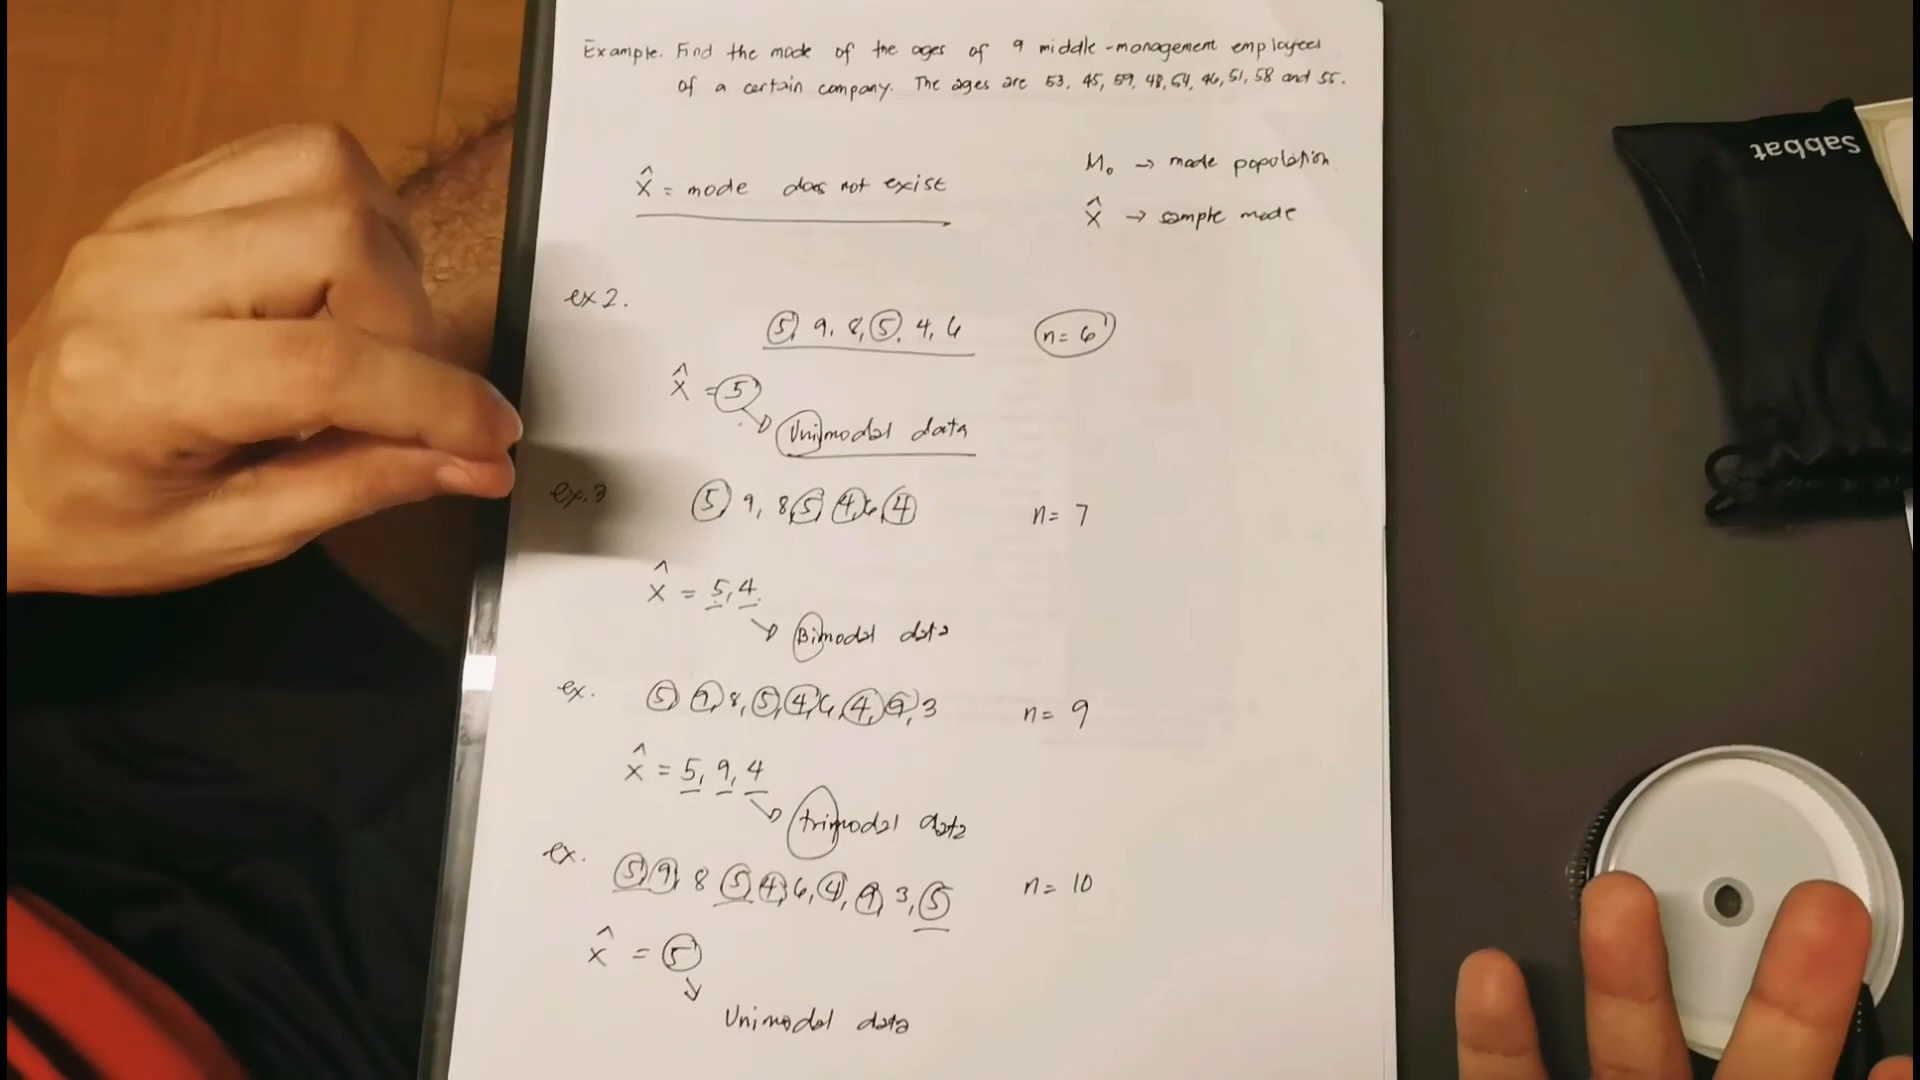 Example. Find the mode of the ages of 9 middle-management employees
of a certain company. The ages are 53, 45, 59, 48, 54, 46, 51, 58 and 55.
M₀ → mode population
x̂ = mode does not exist
x̂ → sample mode
Sabbat
ex 2.
5, 9, 8, 5, 4, 6 n= 6
x̂ = 5
Unimodal data
ex.3 5 9, 8 5, 4, 6 4 n= 7
x̂ = 5, 4
Bimodal data
ex. 5, 9, 8, 5, 4, 6, 4, 9, 3 n= 9
x̂ = 5, 9, 4
trimodal data
ex. 5, 9, 8 5, 4, 6, 4, 9, 3, 5 n= 10
x̂ = 5
Unimodal data